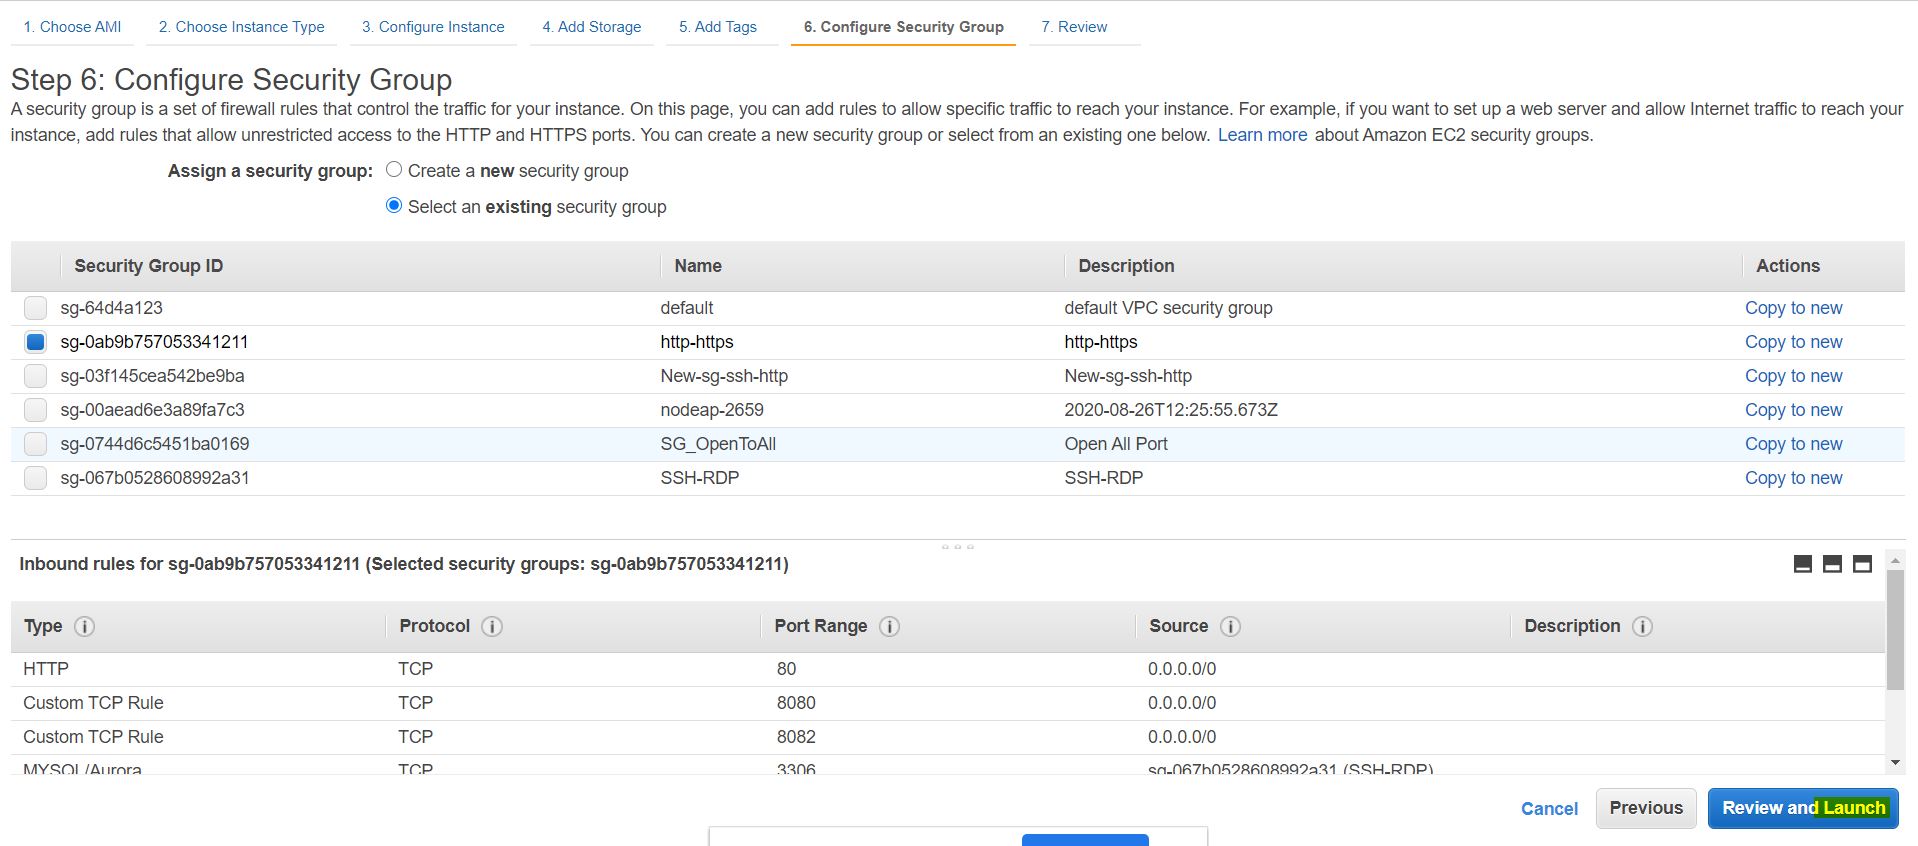 1. Choose AMI 2. Choose Instance Type 3. Configure Instance 4. Add Storage 5. Add Tags 6. Configure Security Group 7. Review
Step 6: Configure Security Group
A security group is a set of firewall rules that control the traffic for your instance. On this page, you can add rules to allow specific traffic to reach your instance. For example, if you want to set up a web server and allow Internet traffic to reach your
instance, add rules that allow unrestricted access to the HTTP and HTTPS ports. You can create a new security group or select from an existing one below. Learn more about Amazon EC2 security groups.
Assign a security group: Create a new security group
Select an existing security group
Security Group ID Name Description Actions
sg-64d4a123 default default VPC security group Copy to new
sg-0ab9b757053341211 http-https http-https Copy to new
sg-03f145cea542be9ba New-sg-ssh-http New-sg-ssh-http Copy to new
sg-00aead6e3a89fa7c3 nodeap-2659 2020-08-26T12:25:55.673Z Copy to new
sg-0744d6c5451ba0169 SG_OpenToAll Open All Port Copy to new
sg-067b0528608992a31 SSH-RDP SSH-RDP Copy to new
Inbound rules for sg-0ab9b757053341211 (Selected security groups: sg-0ab9b757053341211)
Type Protocol Port Range Source Description
HTTP TCP 80 0.0.0.0/0
Custom TCP Rule TCP 8080 0.0.0.0/0
Custom TCP Rule TCP 8082 0.0.0.0/0
MYSQL/Aurora TCP 3306 sg-067b0528608992a31 (SSH-RDP)
Cancel Previous Review and Launch